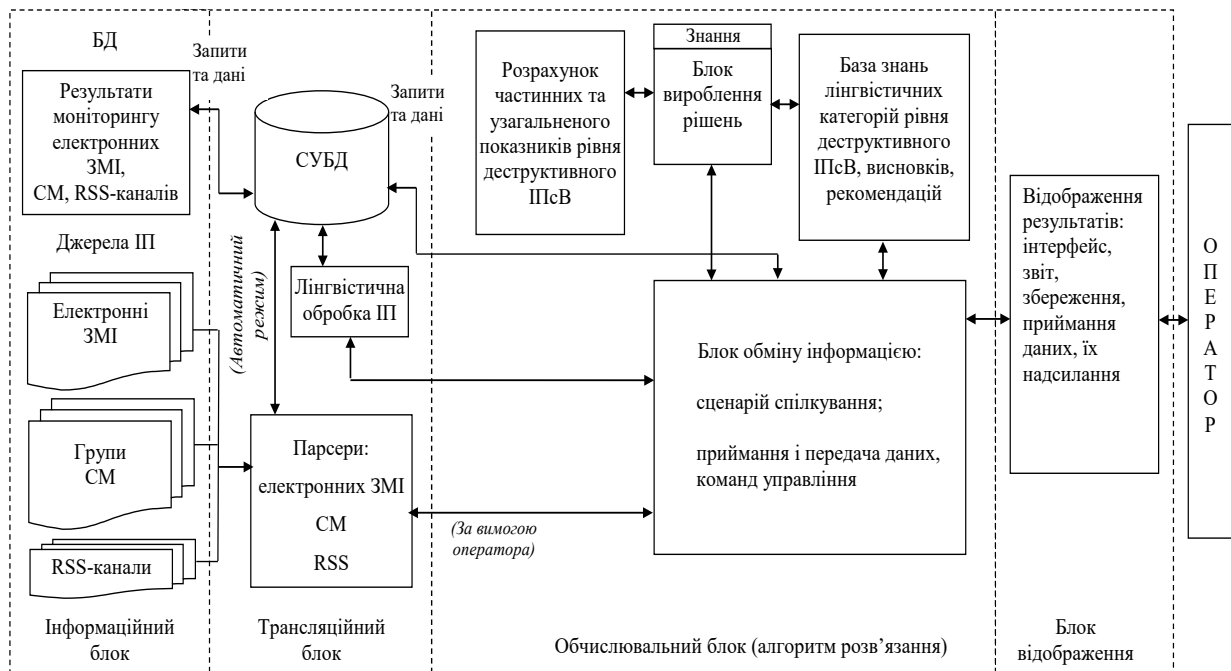 БД
Запити
та дані
Результати
моніторингу
електронних
ЗМІ,
СМ, RSS-каналів
Джерела ІП
Електронні
ЗМІ
Групи
СМ
RSS-канали
Інформаційний
блок
СУБД
Запити
та дані
(Автоматичний
режим)
Лінгвістична
обробка ІП
Парсери:
електронних ЗМІ
СМ
RSS
Трансляційний
блок
Розрахунок
частинних та
узагальненого
показників рівня
деструктивного
ІПсВ
Знання
Блок
вироблення
рішень
База знань
лінгвістичних
категорій рівня
деструктивного
ІПсВ, висновків,
рекомендацій
Блок обміну інформацією:
сценарій спілкування;
приймання і передача даних,
команд управління
(За вимогою
оператора)
Обчислювальний блок (алгоритм розв’язання)
Відображення
результатів:
інтерфейс,
звіт,
збереження,
приймання
даних, їх
надсилання
Блок
відображення
О
П
Е
Р
А
Т
О
Р